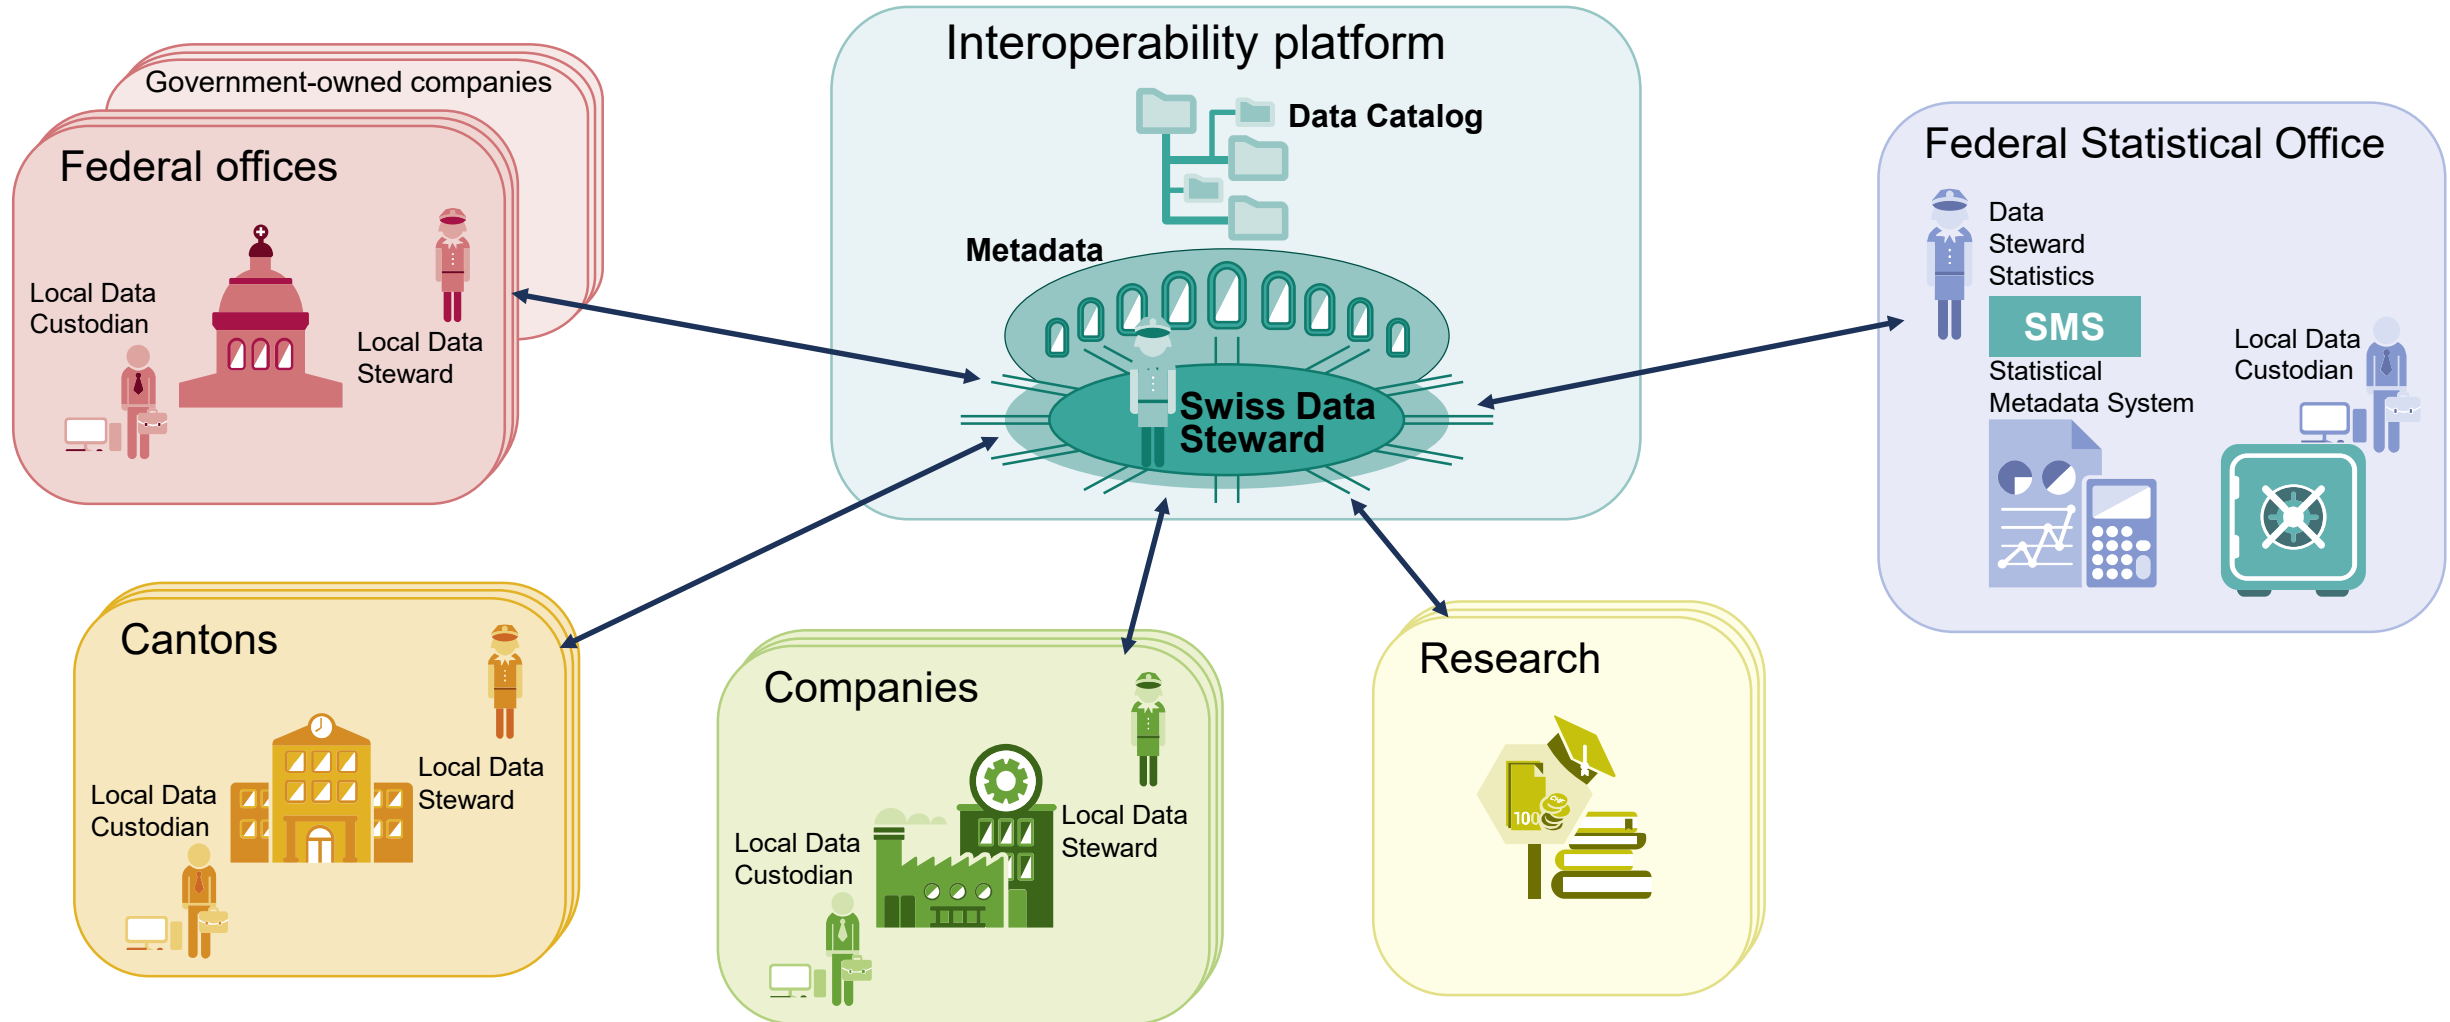 Interoperability platform
Data Catalog
Metadata
Swiss Data
Steward
Government-owned companies
Federal offices
Local Data
Custodian
Local Data
Steward
Federal Statistical Office
Data
Steward
Statistics
SMS
Statistical
Metadata System
Local Data
Custodian
Cantons
Local Data
Custodian
Local Data
Steward
Companies
Local Data
Custodian
Local Data
Steward
Research
100
CHF